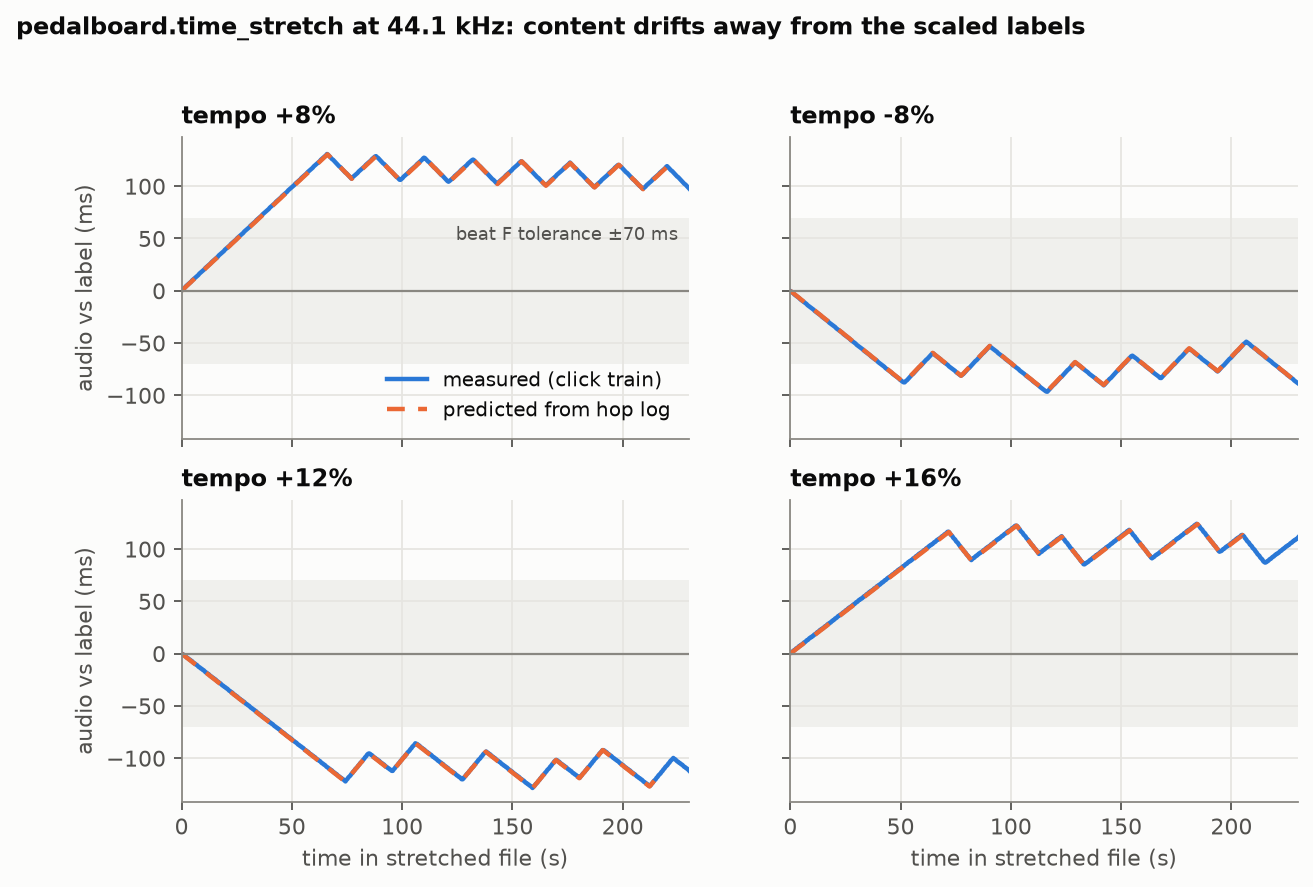 pedalboard.time_stretch at 44.1 kHz: content drifts away from the scaled labels
tempo +8%
tempo -8%
audio vs label (ms)
100
50
0
−50
−100
beat F tolerance ±70 ms
measured (click train)
predicted from hop log
tempo +12%
tempo +16%
audio vs label (ms)
100
50
0
−50
−100
0 50 100 150 200
0 50 100 150 200
time in stretched file (s)
time in stretched file (s)